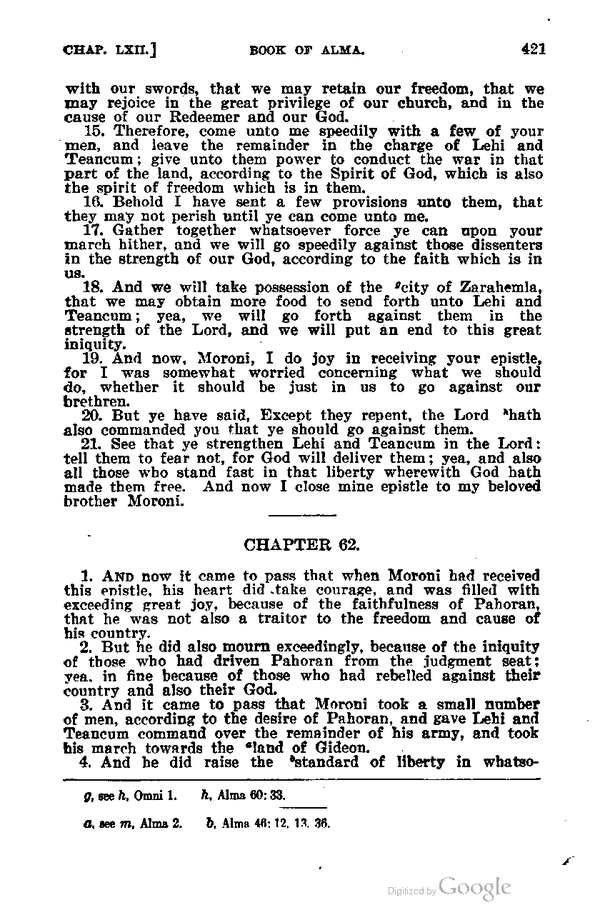 CHAP. LXII.] BOOK OF ALMA. 421
with our swords, that we may retain our freedom, that we
may rejoice in the great privilege of our church, and in the
cause of our Redeemer and our God.
15. Therefore, come unto me speedily with a few of your
men, and leave the remainder in the charge of Lehi and
Teancum; give unto them power to conduct the war in that
part of the land, according to the Spirit of God, which is also
the spirit of freedom which is in them.
16. Behold I have sent a few provisions unto them, that
they may not perish until ye can come unto me.
17. Gather together whatsoever force ye can upon your
march hither, and we will go speedily against those dissenters
in the strength of our God, according to the faith which is in
us.
18. And we will take possession of the gcity of Zarahemla,
that we may obtain more food to send forth unto Lehi and
Teancum; yea, we will go forth against them in the
strength of the Lord, and we will put an end to this great
iniquity.
19. And now, Moroni, I do joy in receiving your epistle,
for I was somewhat worried concerning what we should
do, whether it should be just in us to go against our
brethren.
20. But ye have said, Except they repent, the Lord hhath
also commanded you that ye should go against them.
21. See that ye strengthen Lehi and Teancum in the Lord:
tell them to fear not, for God will deliver them; yea, and also
all those who stand fast in that liberty wherewith God hath
made them free. And now I close mine epistle to my beloved
brother Moroni.
CHAPTER 62.
1. AND now it came to pass that when Moroni had received
this epistle, his heart did take courage, and was filled with
exceeding great joy, because of the faithfulness of Pahoran,
that he was not also a traitor to the freedom and cause of
his country.
2. But he did also mourn exceedingly, because of the iniquity
of those who had driven Pahoran from the judgment seat;
yea, in fine because of those who had rebelled against their
country and also their God.
3. And it came to pass that Moroni took a small number
of men, according to the desire of Pahoran, and gave Lehi and
Teancum command over the remainder of his army, and took
his march towards the aland of Gideon.
4. And he did raise the bstandard of liberty in whatso-
g, see h, Omni 1. h, Alma 60:33.
a, see m, Alma 2. b, Alma 46:12, 13, 36.
Digitized by Google